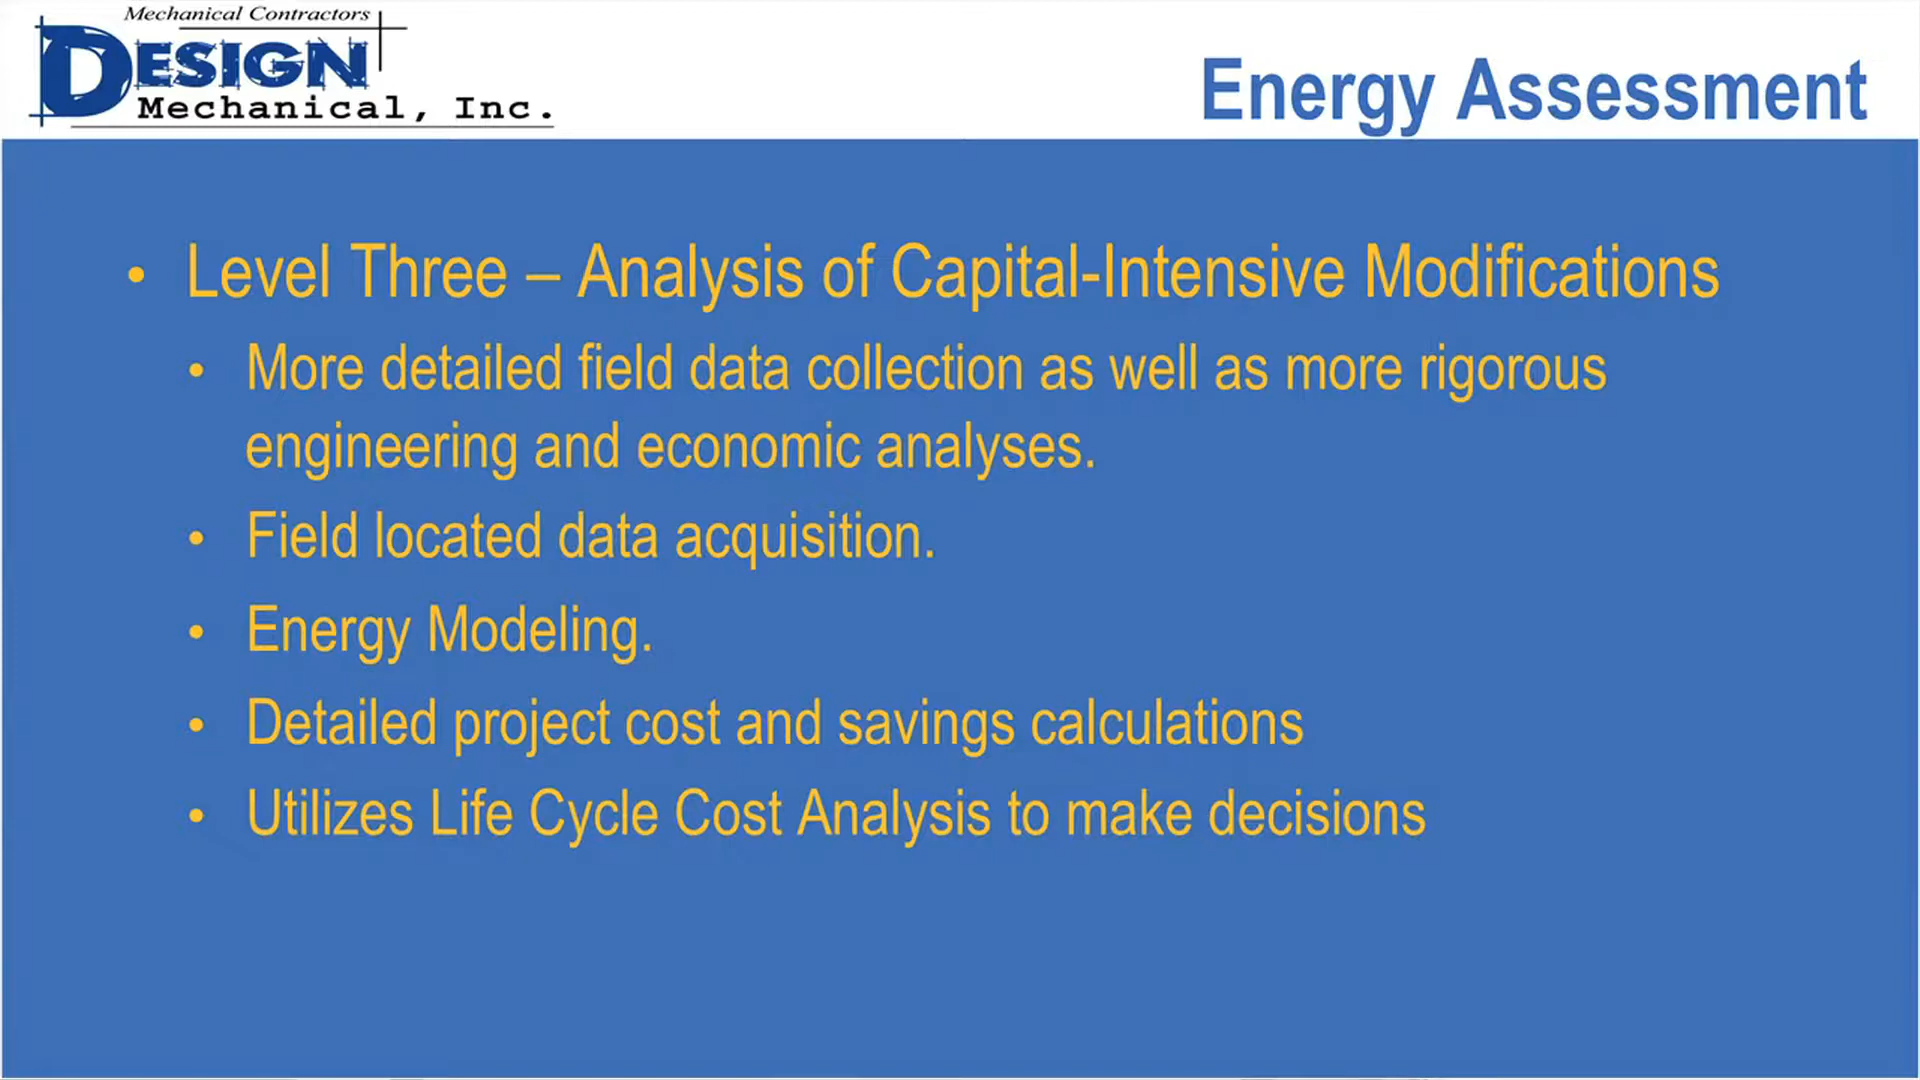 Mechanical Contractors
DESIGN
Mechanical, Inc.
Energy Assessment
• Level Three – Analysis of Capital-Intensive Modifications
• More detailed field data collection as well as more rigorous
engineering and economic analyses.
• Field located data acquisition.
• Energy Modeling.
• Detailed project cost and savings calculations
• Utilizes Life Cycle Cost Analysis to make decisions